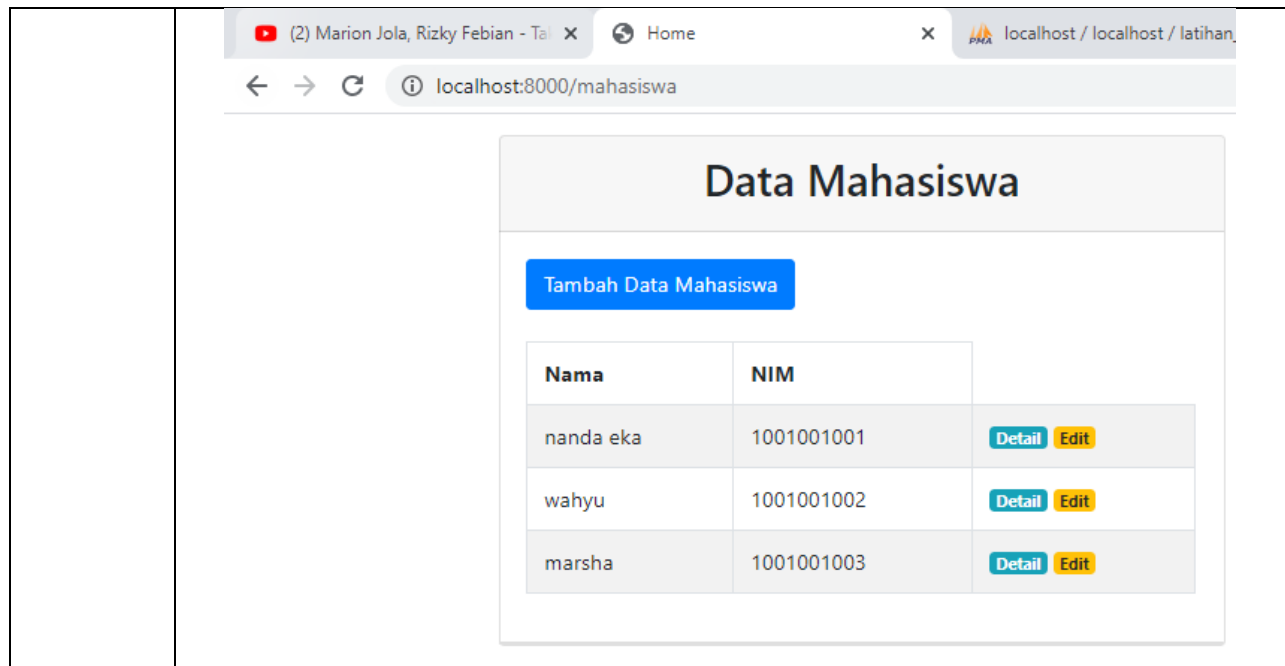 (2) Marion Jola, Rizky Febian - Ta
Home
PMA localhost / localhost / latihan_
localhost:8000/mahasiswa
Data Mahasiswa
Tambah Data Mahasiswa
Nama NIM
nanda eka 1001001001 Detail Edit
wahyu 1001001002 Detail Edit
marsha 1001001003 Detail Edit